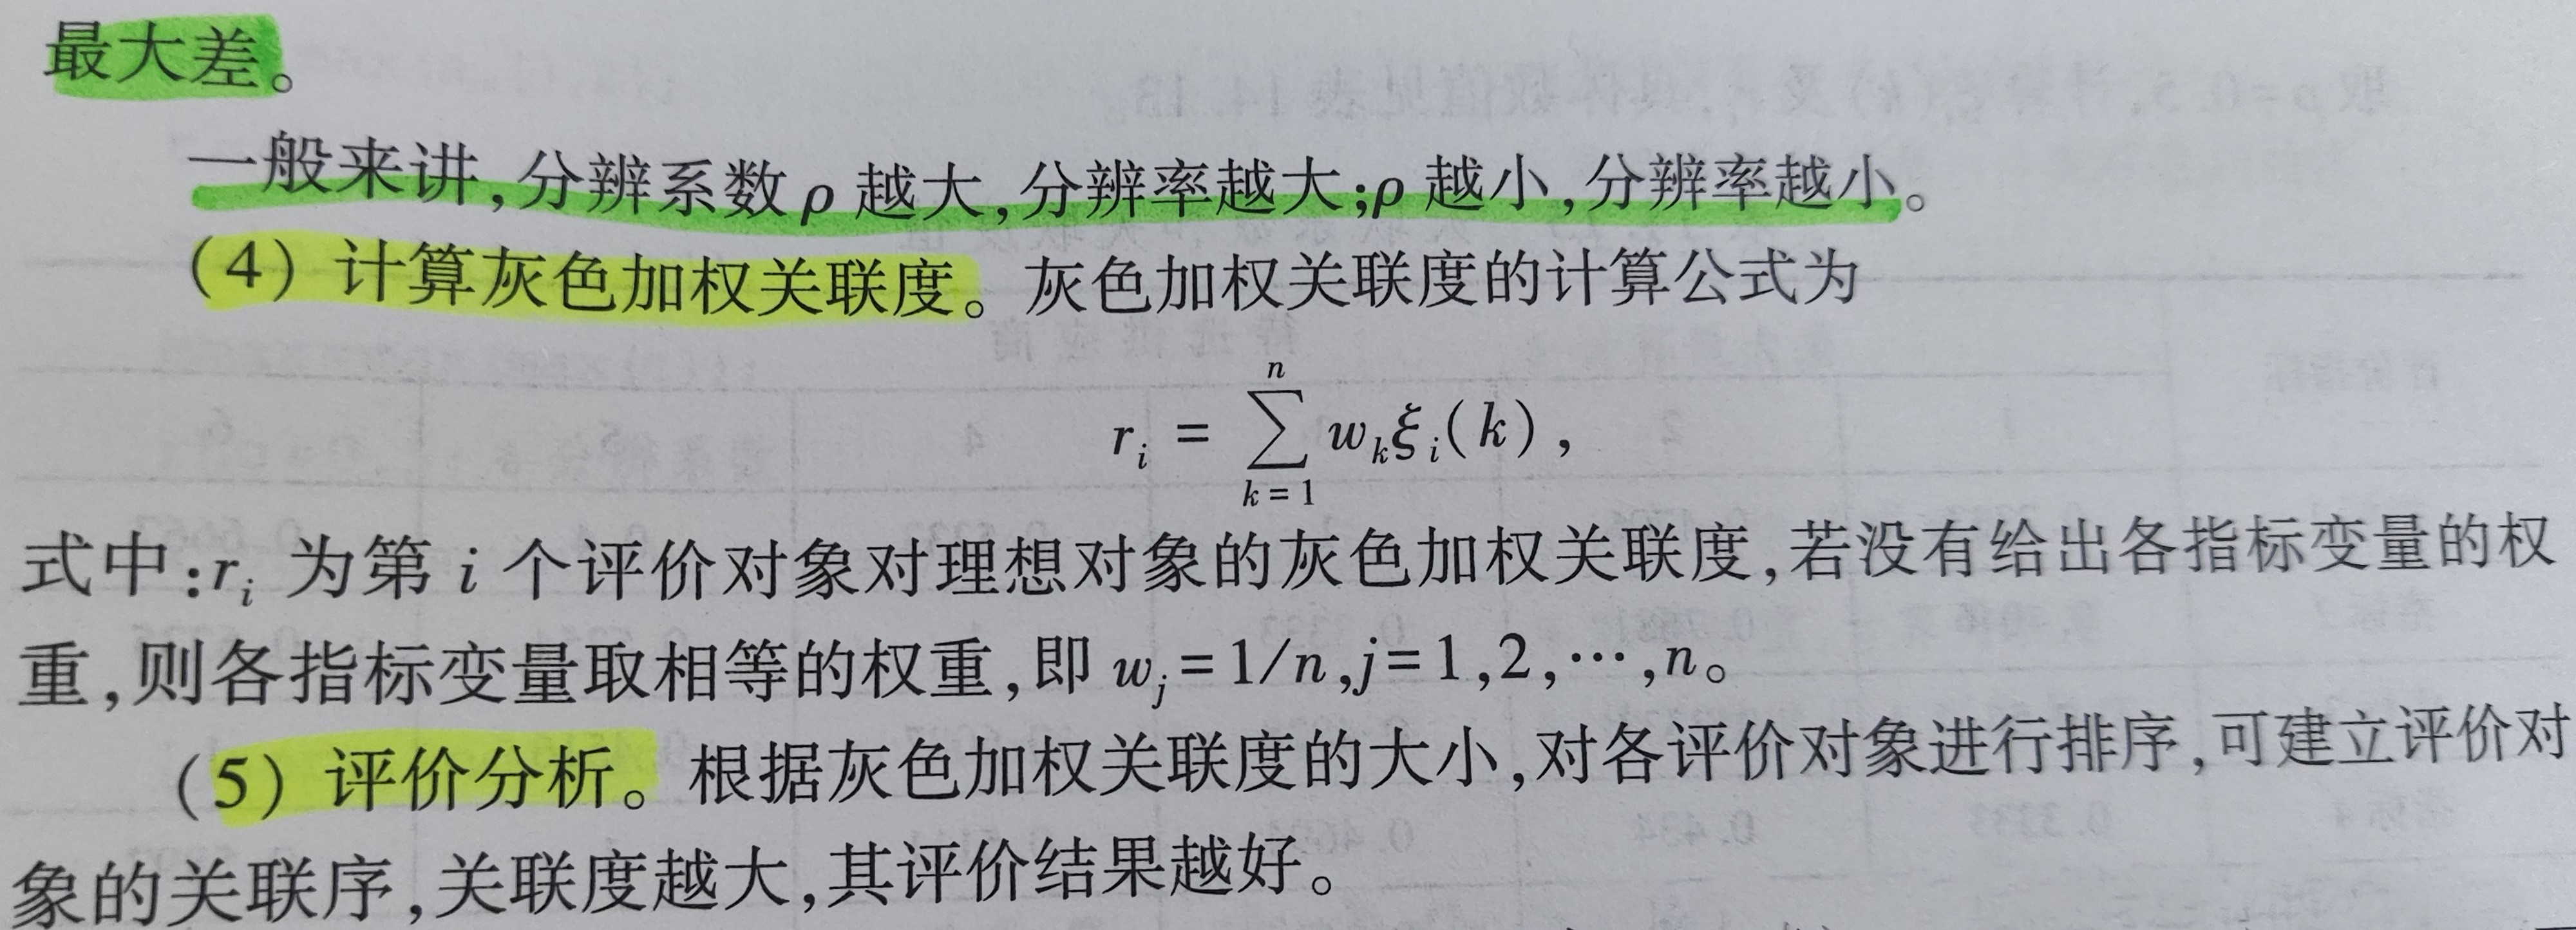 最大差。
一般来讲,分辨系数ρ越大,分辨率越大;ρ越小,分辨率越小。
(4) 计算灰色加权关联度。灰色加权关联度的计算公式为
n
r_i = ∑ w_k ξ_i(k),
k = 1
式中:r_i 为第 i 个评价对象对理想对象的灰色加权关联度,若没有给出各指标变量的权
重,则各指标变量取相等的权重,即 w_j = 1/n,j = 1,2,…,n。
(5) 评价分析。根据灰色加权关联度的大小,对各评价对象进行排序,可建立评价对
象的关联序,关联度越大,其评价结果越好。